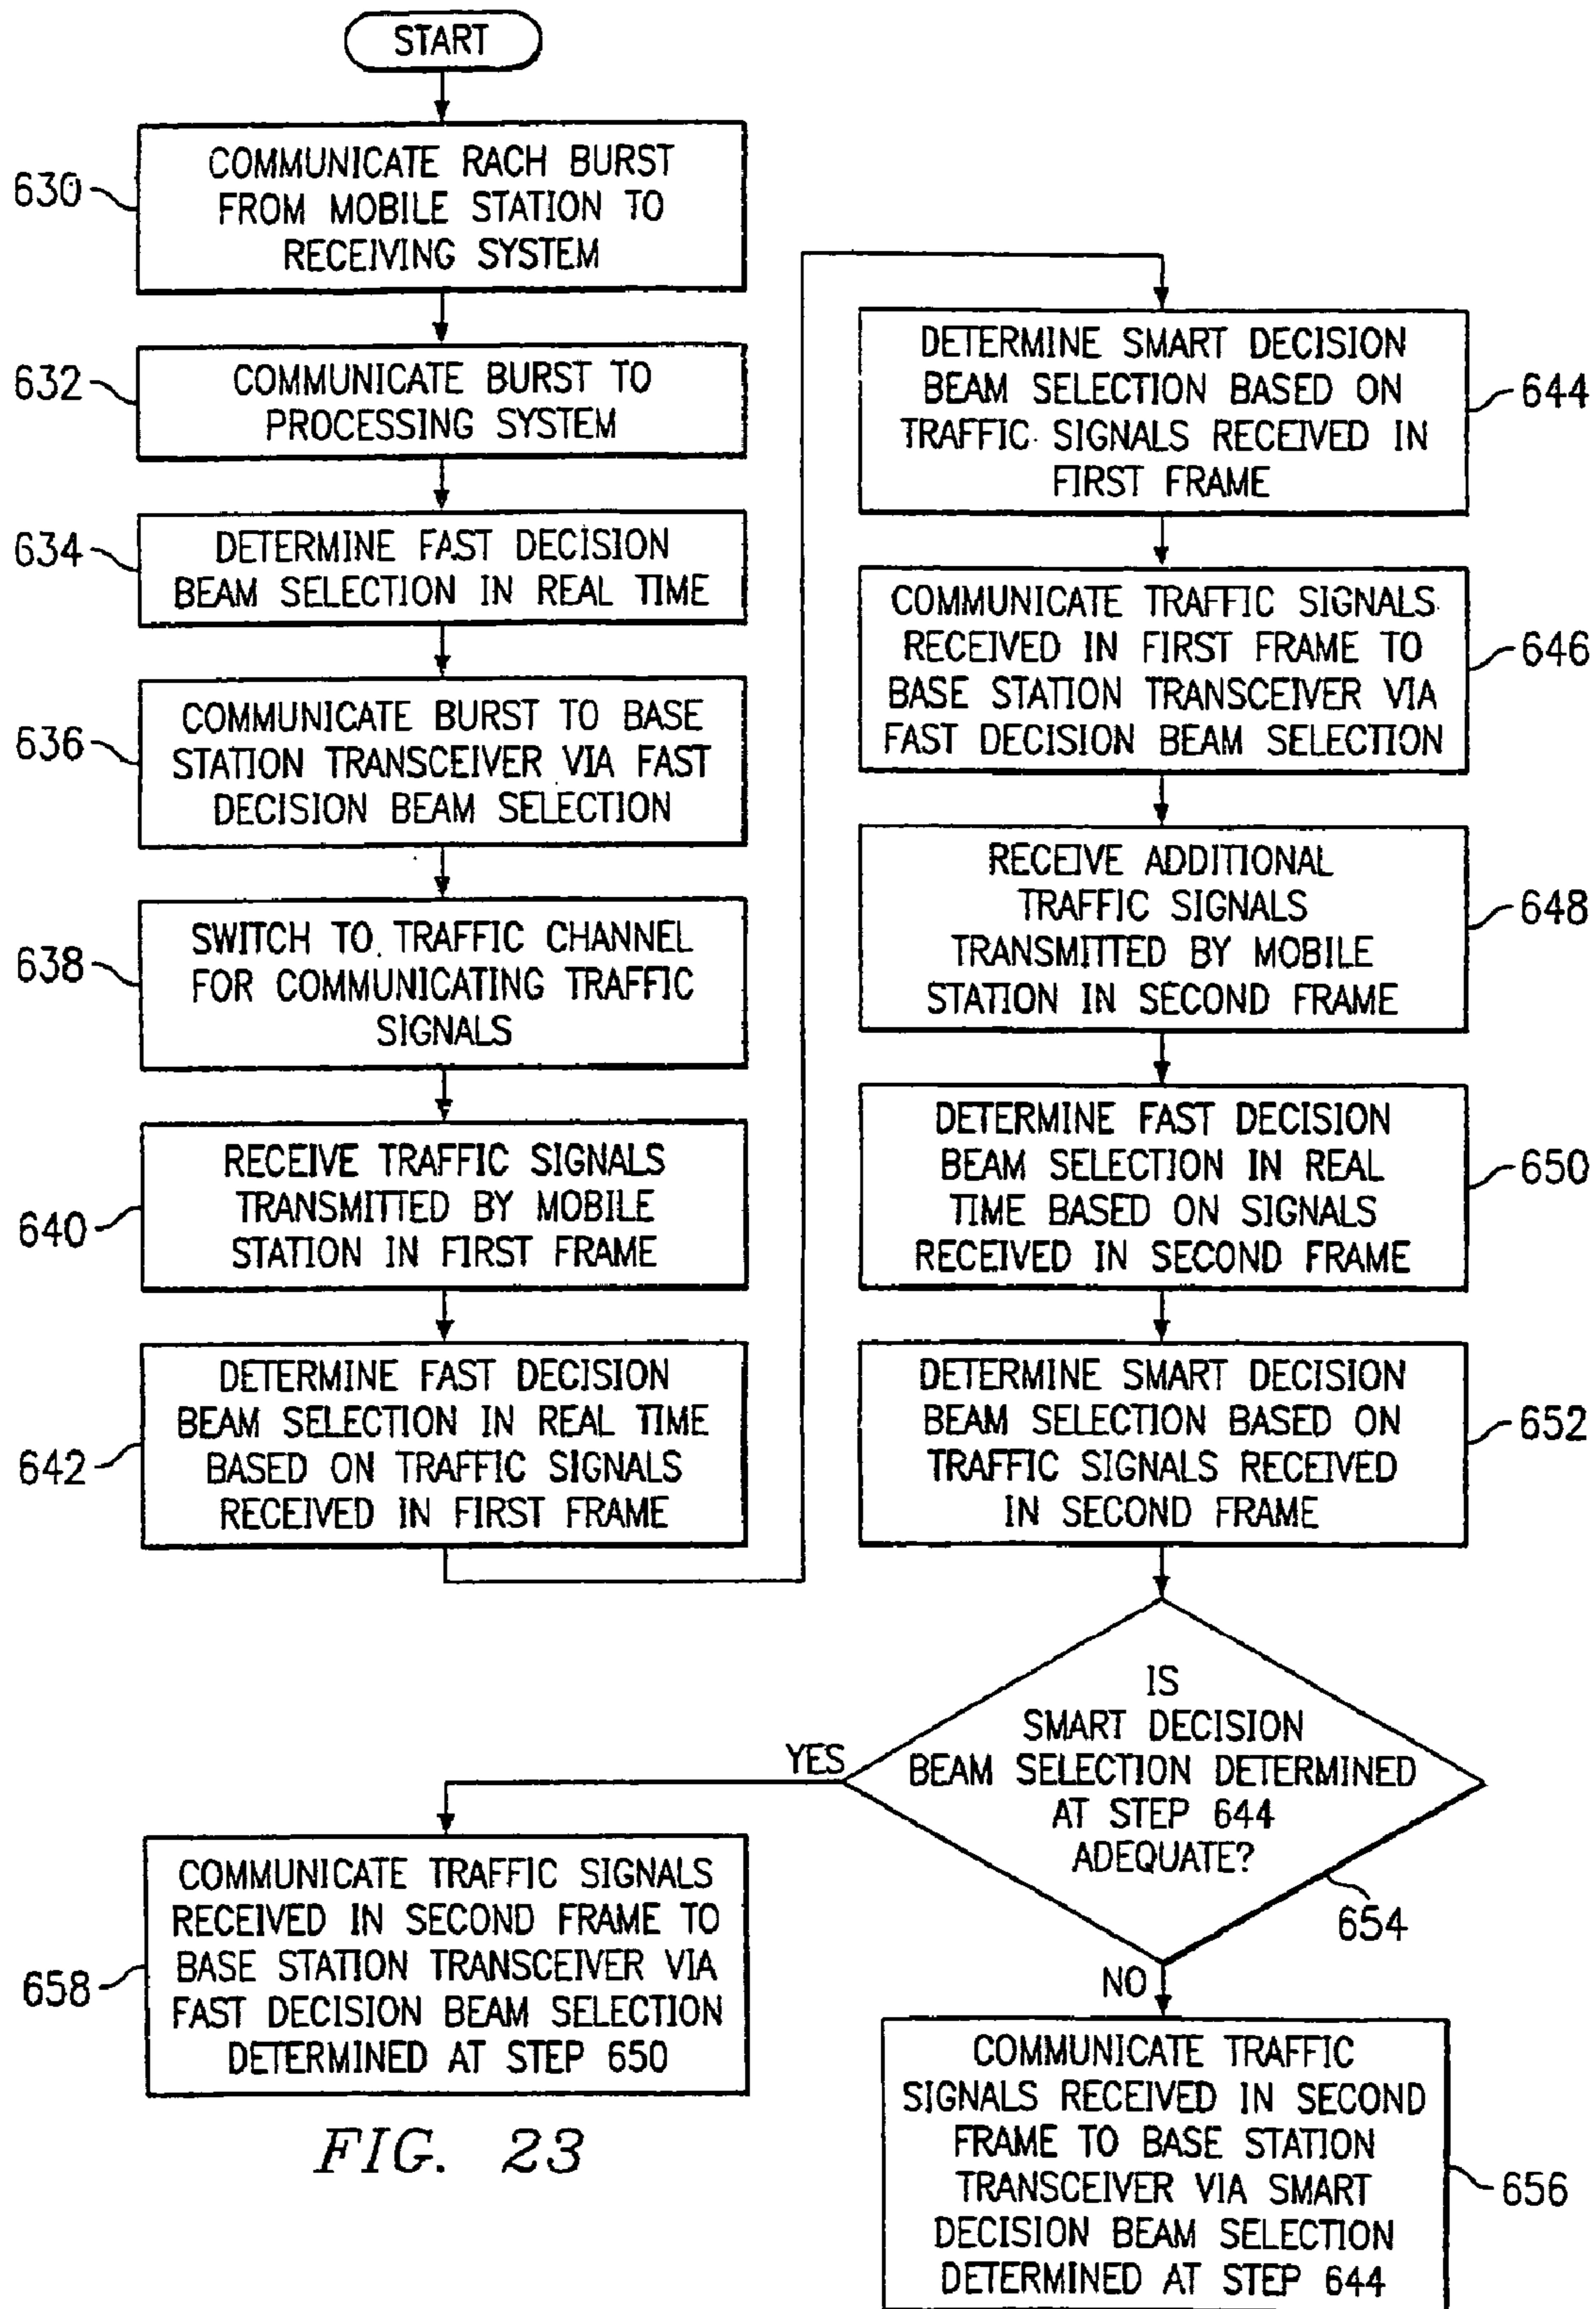 START
630
COMMUNICATE RACH BURST
FROM MOBILE STATION TO
RECEIVING SYSTEM
632
COMMUNICATE BURST TO
PROCESSING SYSTEM
634
DETERMINE FAST DECISION
BEAM SELECTION IN REAL TIME
636
COMMUNICATE BURST TO BASE
STATION TRANSCEIVER VIA FAST
DECISION BEAM SELECTION
638
SWITCH TO TRAFFIC CHANNEL
FOR COMMUNICATING TRAFFIC
SIGNALS
640
RECEIVE TRAFFIC SIGNALS
TRANSMITTED BY MOBILE
STATION IN FIRST FRAME
642
DETERMINE FAST DECISION
BEAM SELECTION IN REAL TIME
BASED ON TRAFFIC SIGNALS
RECEIVED IN FIRST FRAME
DETERMINE SMART DECISION
BEAM SELECTION BASED ON
TRAFFIC SIGNALS RECEIVED IN
FIRST FRAME
644
COMMUNICATE TRAFFIC SIGNALS
RECEIVED IN FIRST FRAME TO
BASE STATION TRANSCEIVER VIA
FAST DECISION BEAM SELECTION
646
RECEIVE ADDITIONAL
TRAFFIC SIGNALS
TRANSMITTED BY MOBILE
STATION IN SECOND FRAME
648
DETERMINE FAST DECISION
BEAM SELECTION IN REAL
TIME BASED ON SIGNALS
RECEIVED IN SECOND FRAME
650
DETERMINE SMART DECISION
BEAM SELECTION BASED ON
TRAFFIC SIGNALS RECEIVED
IN SECOND FRAME
652
IS
SMART DECISION
BEAM SELECTION DETERMINED
AT STEP 644
ADEQUATE?
654
YES
658
COMMUNICATE TRAFFIC SIGNALS
RECEIVED IN SECOND FRAME TO
BASE STATION TRANSCEIVER VIA
FAST DECISION BEAM SELECTION
DETERMINED AT STEP 650
NO
COMMUNICATE TRAFFIC
SIGNALS RECEIVED IN SECOND
FRAME TO BASE STATION
TRANSCEIVER VIA SMART
DECISION BEAM SELECTION
DETERMINED AT STEP 644
656
FIG. 23